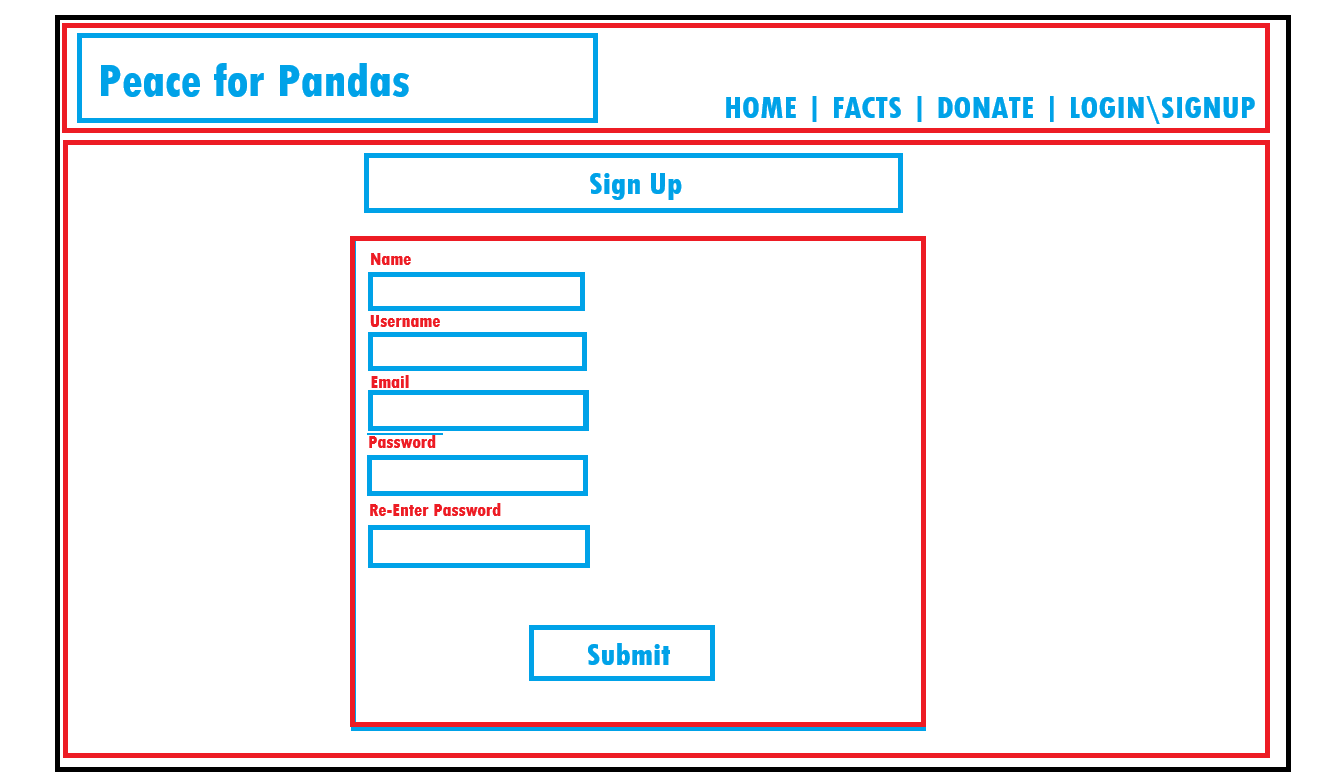 Peace for Pandas
HOME | FACTS | DONATE | LOGIN\SIGNUP
Sign Up
Name
Username
Email
Password
Re-Enter Password
Submit